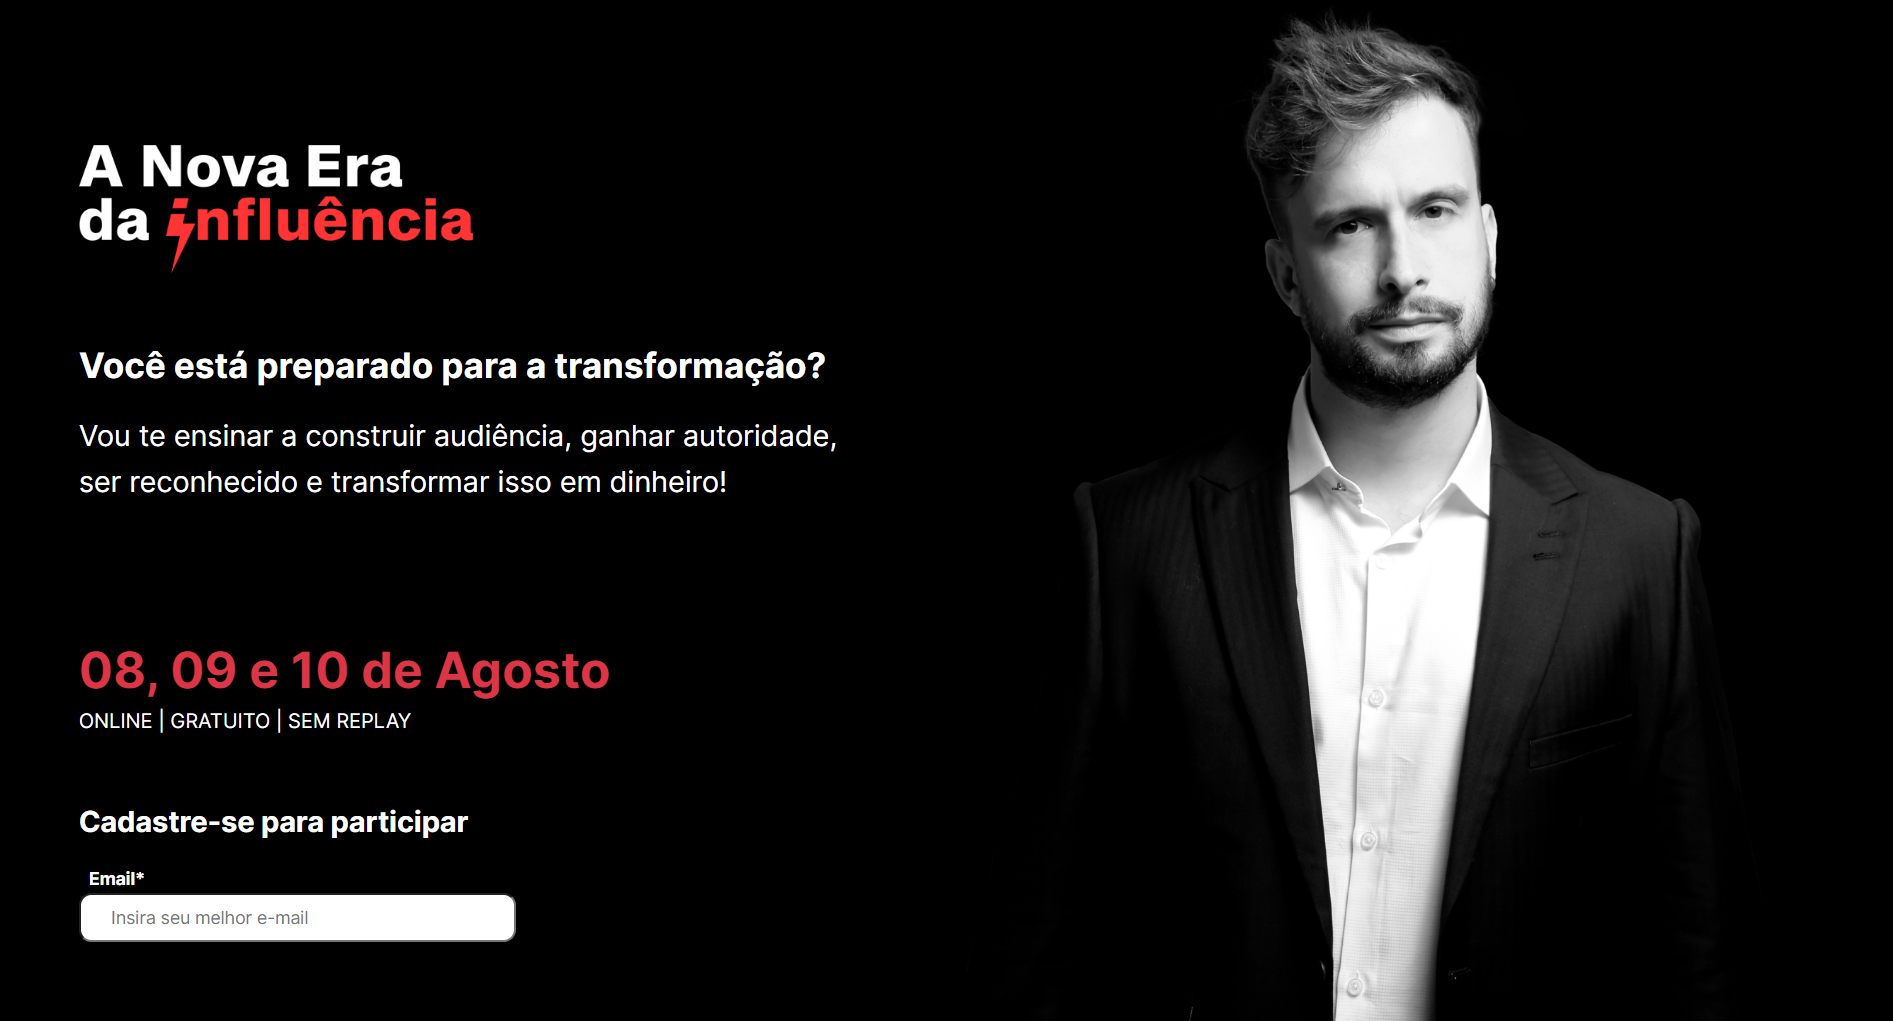 A Nova Era
da influência
Você está preparado para a transformação?
Vou te ensinar a construir audiência, ganhar autoridade,
ser reconhecido e transformar isso em dinheiro!
08, 09 e 10 de Agosto
ONLINE | GRATUITO | SEM REPLAY
Cadastre-se para participar
Email*
Insira seu melhor e-mail